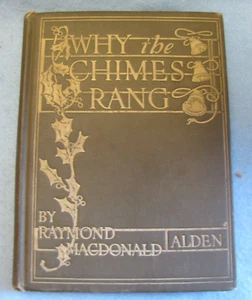 WHY the
CHIMES
RANG
BY
RAYMOND
MACDONALD ALDEN